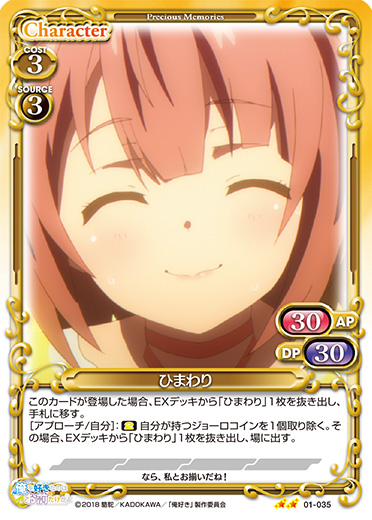 Precious Memories
Character
COST
3
SOURCE
3
30 AP
DP 30
ひまわり
このカードが登場した場合、EXデッキから「ひまわり」1枚を抜き出し、
手札に移す。
[アプローチ/自分]: 自分が持つジョーロコインを1個取り除く。そ
の場合、EXデッキから「ひまわり」1枚を抜き出し、場に出す。
なら、私とお揃いだね!
©2018 駱駝/KADOKAWA/「俺好き」製作委員会
01-035